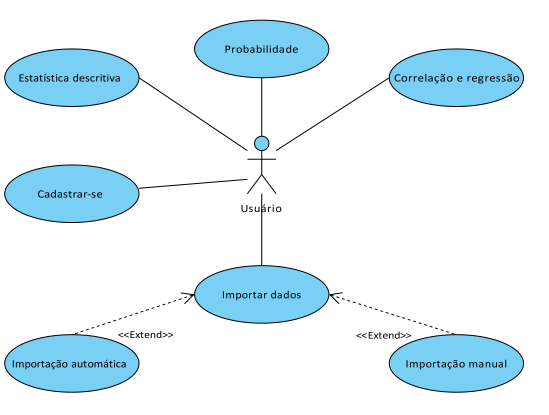 Probabilidade
Estatística descritiva
Correlação e regressão
Cadastrar-se
Usuário
Importar dados
<<Extend>>
<<Extend>>
Importação automática
Importação manual